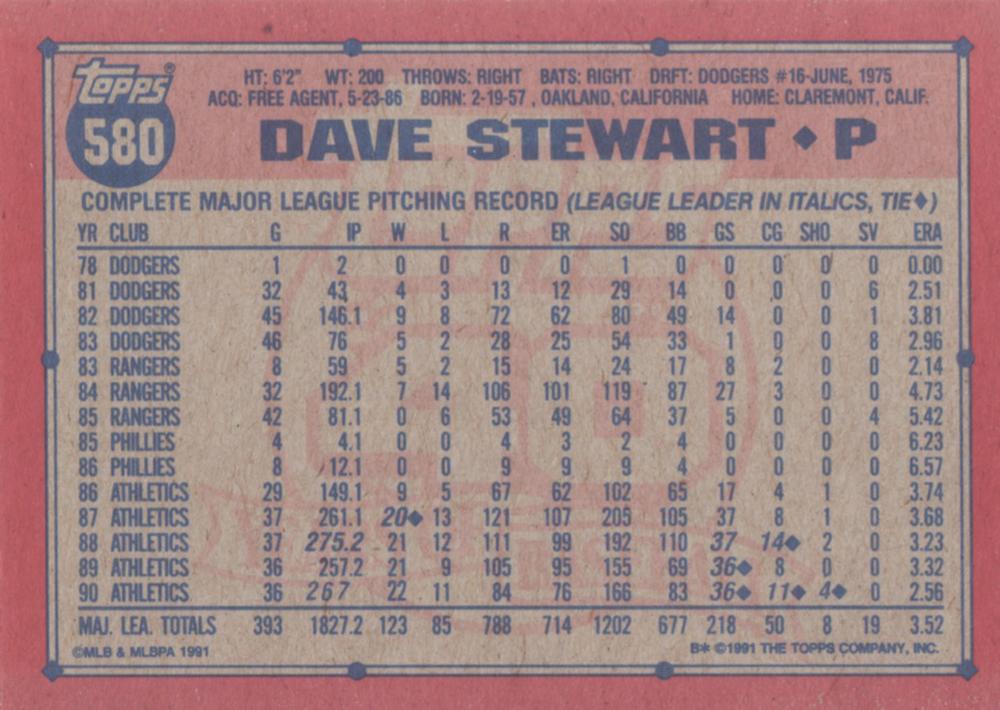 topps®
580
HT: 6'2" WT: 200 THROWS: RIGHT BATS: RIGHT DRFT: DODGERS #16-JUNE, 1975
ACQ: FREE AGENT, 5-23-86 BORN: 2-19-57 , OAKLAND, CALIFORNIA HOME: CLAREMONT, CALIF.
DAVE STEWART ◆ P
COMPLETE MAJOR LEAGUE PITCHING RECORD (LEAGUE LEADER IN ITALICS, TIE◆)
YR CLUB G IP W L R ER SO BB GS CG SHO SV ERA
78 DODGERS 1 2 0 0 0 0 1 0 0 0 0 0 0.00
81 DODGERS 32 43 4 3 13 12 29 14 0 0 0 6 2.51
82 DODGERS 45 146.1 9 8 72 62 80 49 14 0 0 1 3.81
83 DODGERS 46 76 5 2 28 25 54 33 1 0 0 8 2.96
83 RANGERS 8 59 5 2 15 14 24 17 8 2 0 0 2.14
84 RANGERS 32 192.1 7 14 106 101 119 87 27 3 0 0 4.73
85 RANGERS 42 81.1 0 6 53 49 64 37 5 0 0 4 5.42
85 PHILLIES 4 4.1 0 0 4 3 2 4 0 0 0 0 6.23
86 PHILLIES 8 12.1 0 0 9 9 9 4 0 0 0 0 6.57
86 ATHLETICS 29 149.1 9 5 67 62 102 65 17 4 1 0 3.74
87 ATHLETICS 37 261.1 20◆ 13 121 107 205 105 37 8 1 0 3.68
88 ATHLETICS 37 275.2 21 12 111 99 192 110 37 14◆ 2 0 3.23
89 ATHLETICS 36 257.2 21 9 105 95 155 69 36◆ 8 0 0 3.32
90 ATHLETICS 36 267 22 11 84 76 166 83 36◆ 11◆ 4◆ 0 2.56
MAJ. LEA. TOTALS 393 1827.2 123 85 788 714 1202 677 218 50 8 19 3.52
©MLB & MLBPA 1991 B* ©1991 THE TOPPS COMPANY, INC.